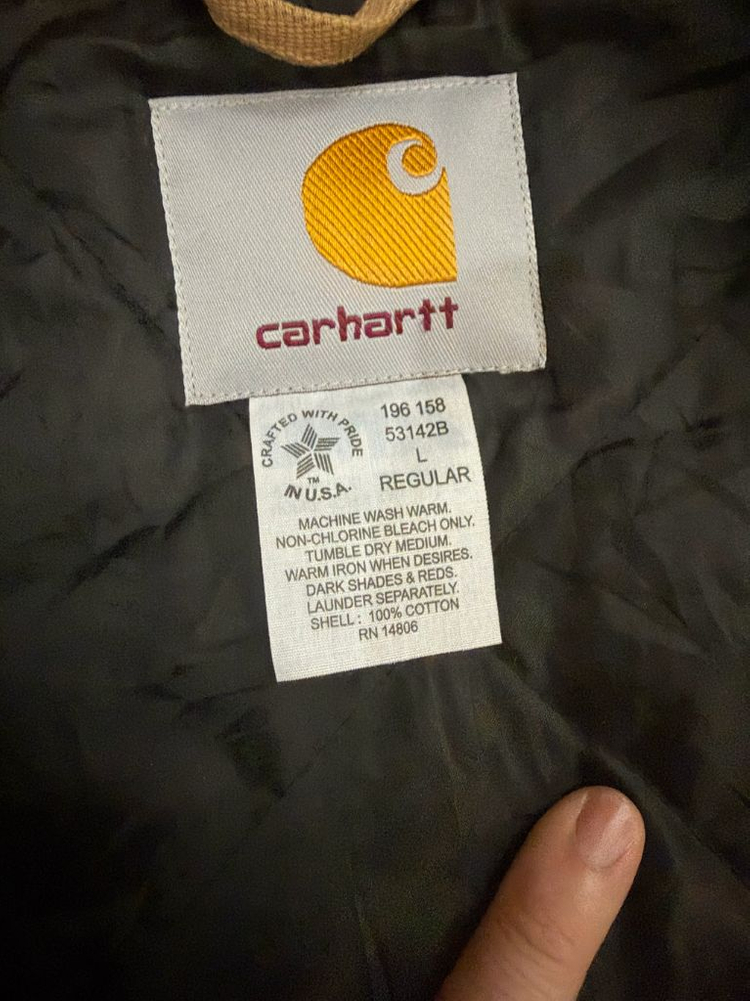 carhartt
CRAFTED WITH PRIDE
TM
IN U.S.A.
196 158
53142B
L
REGULAR
MACHINE WASH WARM.
NON-CHLORINE BLEACH ONLY.
TUMBLE DRY MEDIUM.
WARM IRON WHEN DESIRES.
DARK SHADES & REDS.
LAUNDER SEPARATELY.
SHELL : 100% COTTON
RN 14806